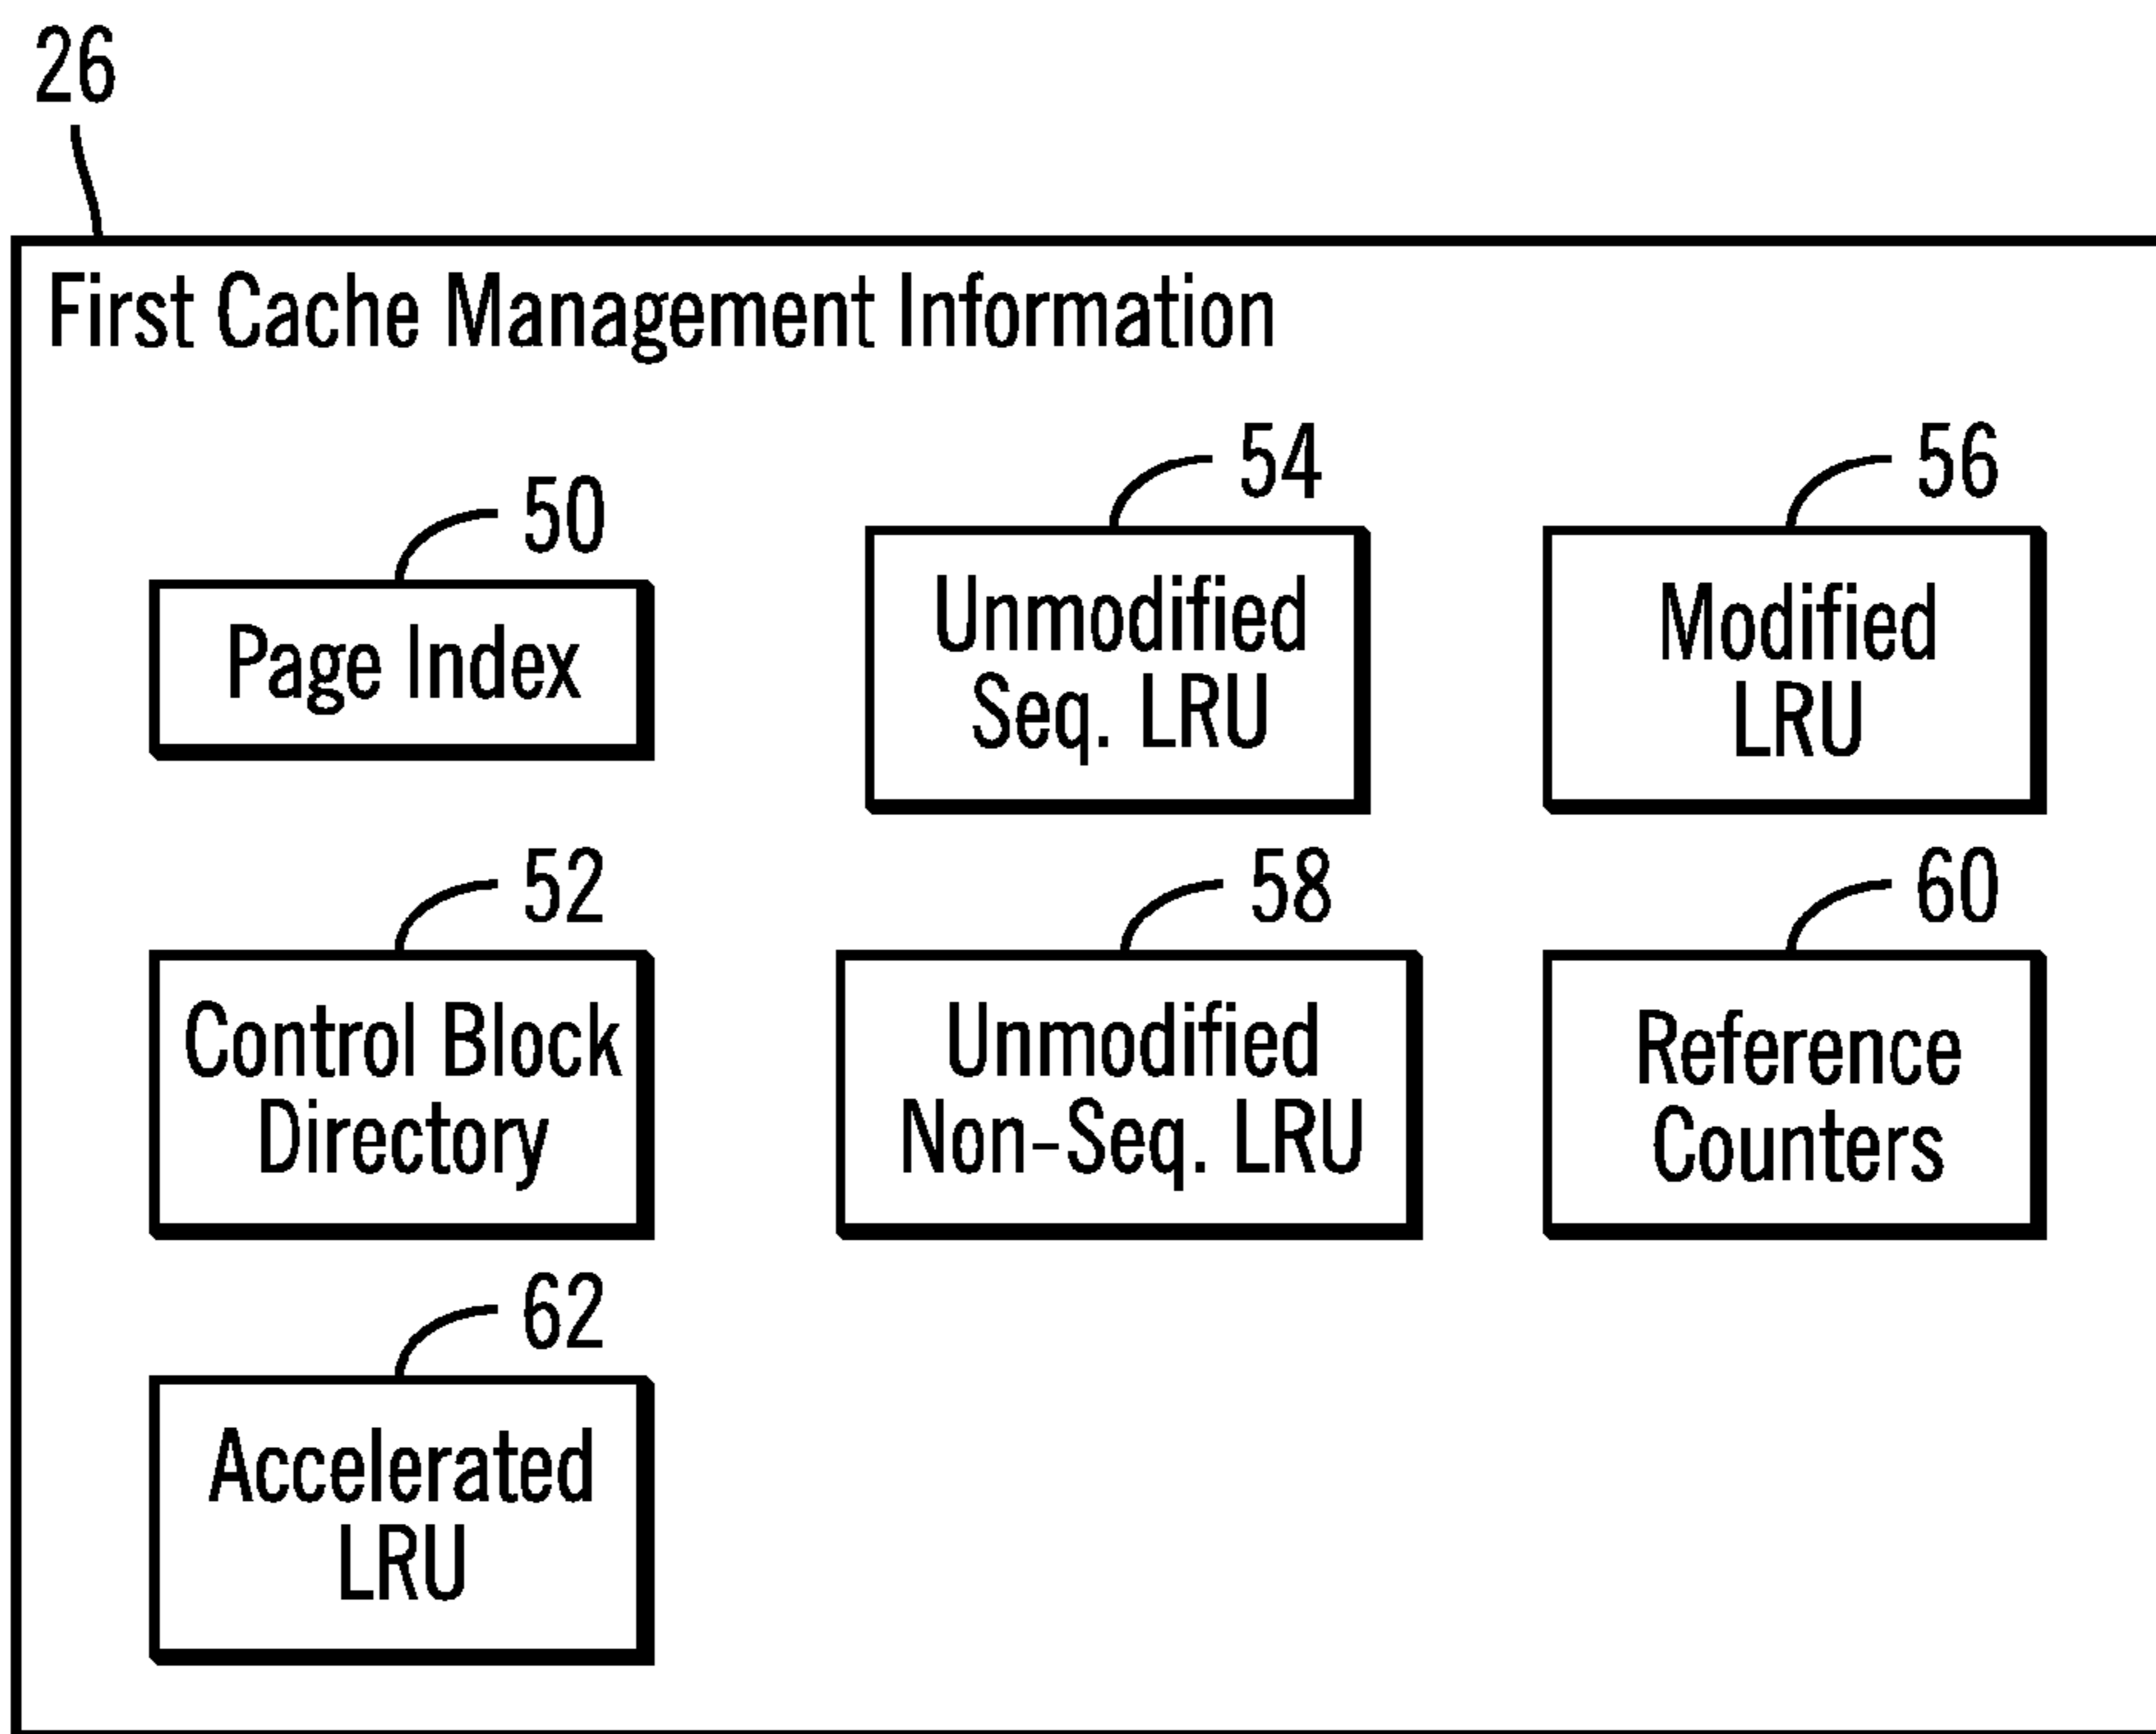 26
First Cache Management Information
50
Page Index
54
Unmodified
Seq. LRU
56
Modified
LRU
52
Control Block
Directory
58
Unmodified
Non-Seq. LRU
60
Reference
Counters
62
Accelerated
LRU